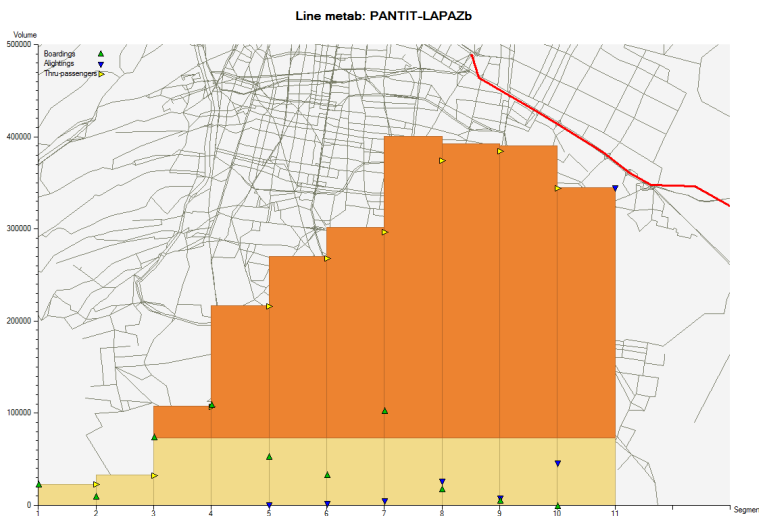 Line metab: PANTIT-LAPAZb
Volume
500000
Boardings
Alightings
Thru-passengers
400000
300000
200000
100000
0
1 2 3 4 5 6 7 8 9 10 11 Segment